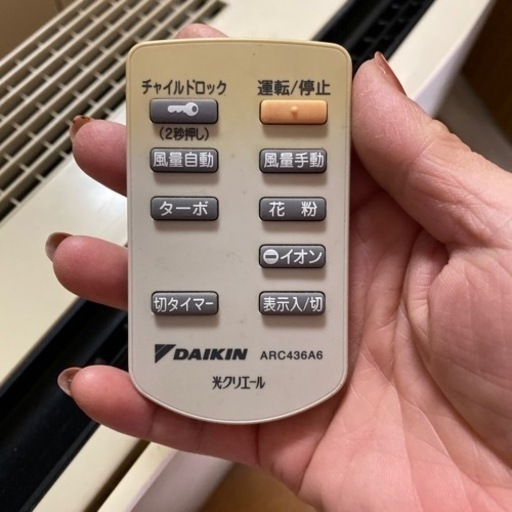 チャイルドロック 運転/停止
(2秒押し)
風量自動 風量手動
ターボ 花粉
⊖イオン
切タイマー 表示入/切
DAIKIN ARC436A6
光クリエール